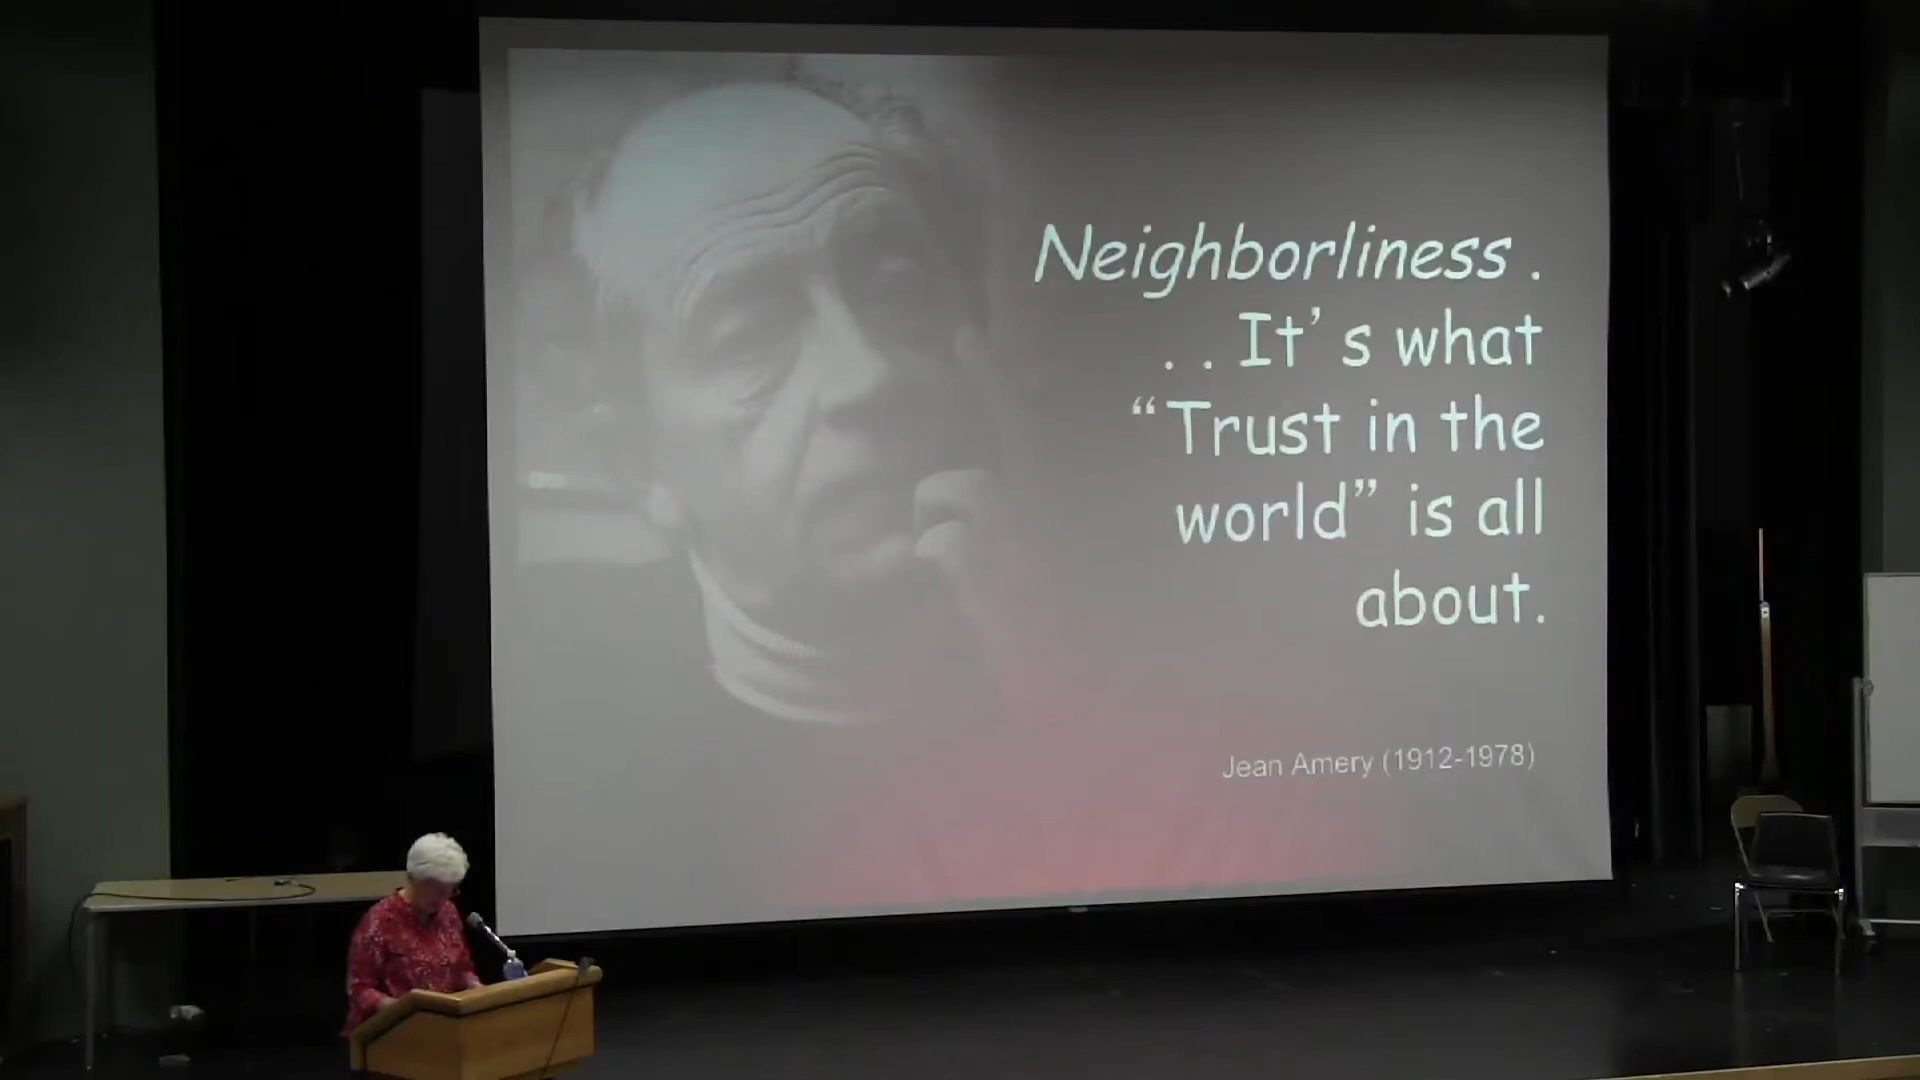 Neighborliness .
. . It’s what
“Trust in the
world” is all
about.
Jean Amery (1912-1978)